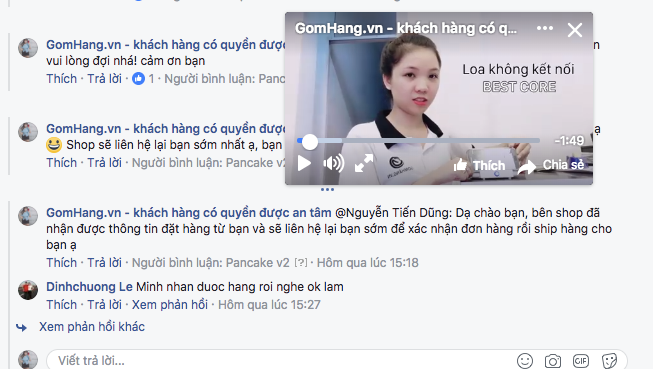 GomHang.vn - khách hàng có quyền được
vui lòng đợi nhá! cảm ơn bạn
Thích · Trả lời · 1 · Người bình luận: Panc
GomHang.vn - khách hàng có quyền được
Shop sẽ liên hệ lại bạn sớm nhất ạ, bạn
Thích · Trả lời · Người bình luận: Pancake v2
GomHang.vn - khách hàng có q...
Loa không kết nối
BEST CORE
-1:49
Thích
Chia sẻ
GomHang.vn - khách hàng có quyền được an tâm @Nguyễn Tiến Dũng: Dạ chào bạn, bên shop đã
nhận được thông tin đặt hàng từ bạn và sẽ liên hệ lại bạn sớm để xác nhận đơn hàng rồi ship hàng cho
bạn ạ
Thích · Trả lời · Người bình luận: Pancake v2 [?] · Hôm qua lúc 15:18
Dinhchuong Le Minh nhan duoc hang roi nghe ok lam
Thích · Trả lời · Xem phản hồi · Hôm qua lúc 15:27
Xem phản hồi khác
Viết trả lời...
GIF